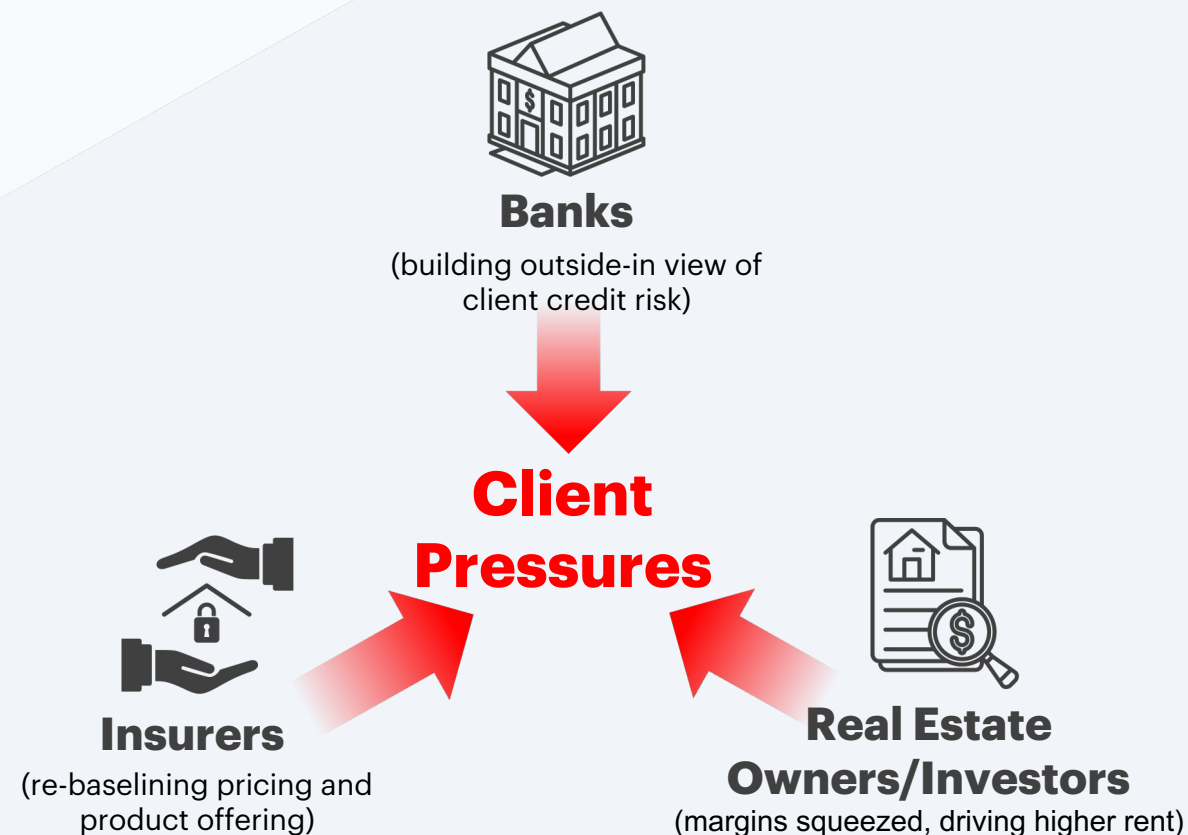 $
Banks
(building outside-in view of
client credit risk)
Client
Pressures
Insurers
(re-baselining pricing and
product offering)
$
Real Estate
Owners/Investors
(margins squeezed, driving higher rent)